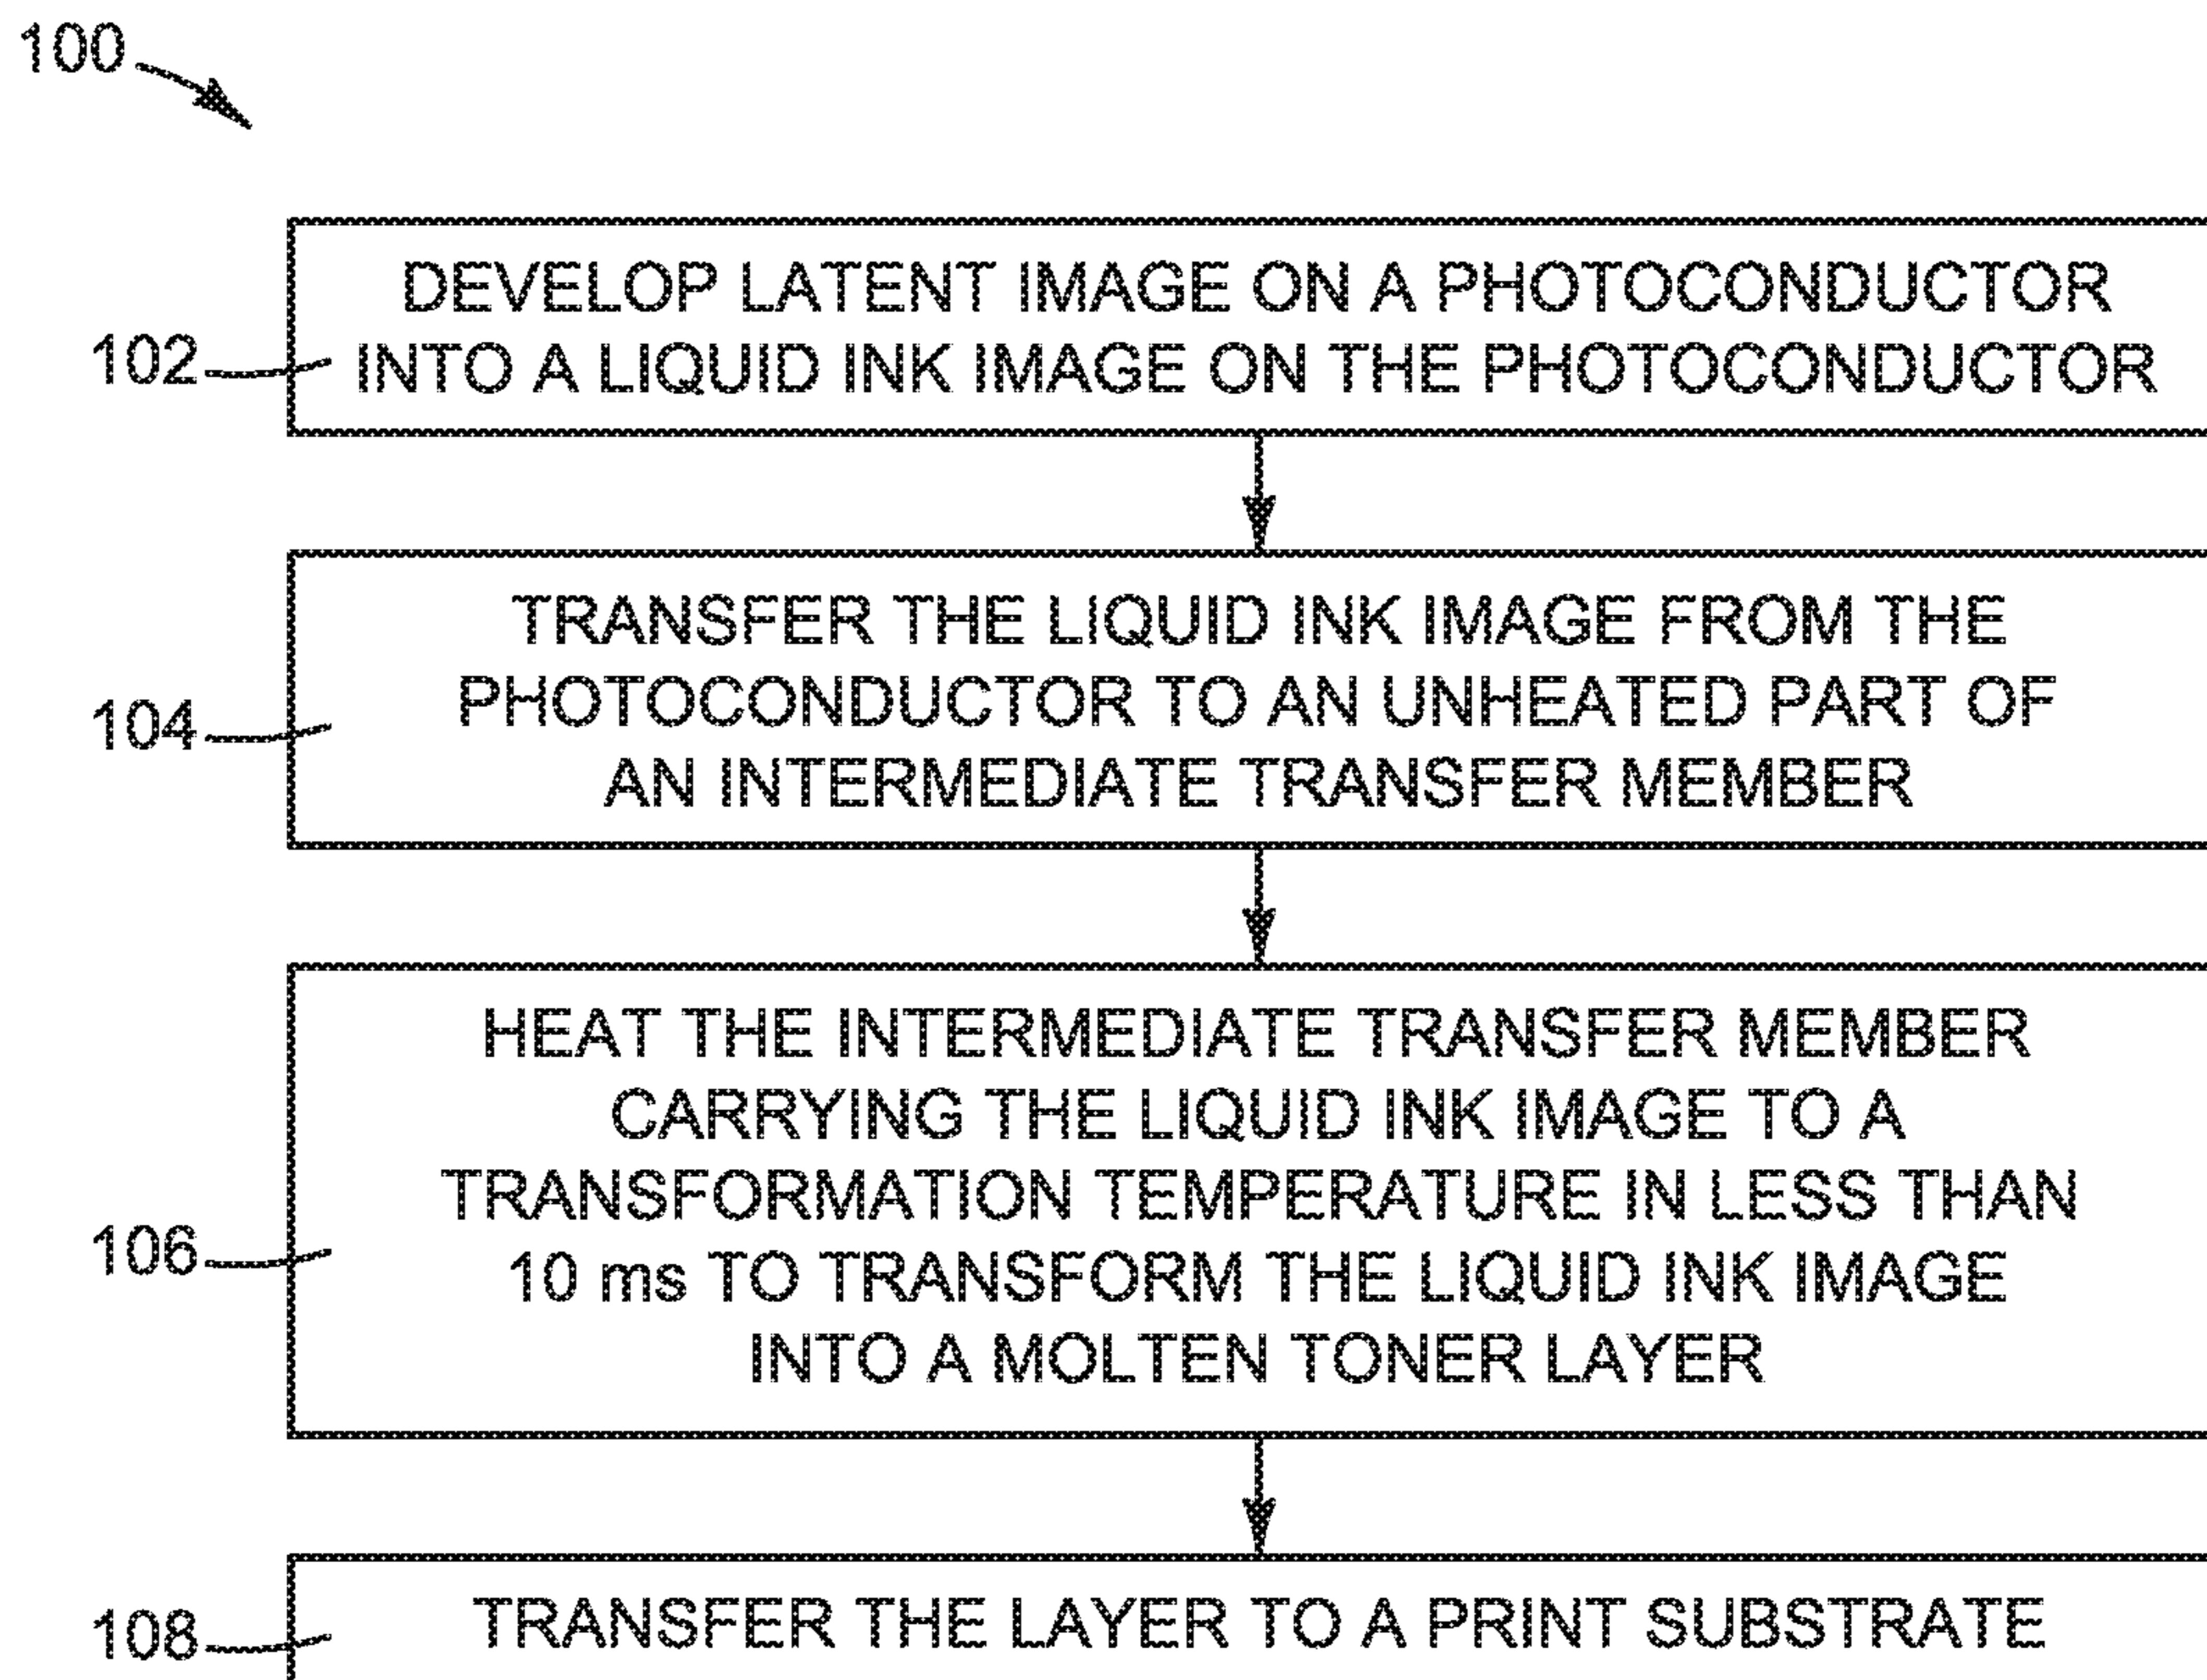 100
DEVELOP LATENT IMAGE ON A PHOTOCONDUCTOR
102 INTO A LIQUID INK IMAGE ON THE PHOTOCONDUCTOR
TRANSFER THE LIQUID INK IMAGE FROM THE
104 PHOTOCONDUCTOR TO AN UNHEATED PART OF
AN INTERMEDIATE TRANSFER MEMBER
HEAT THE INTERMEDIATE TRANSFER MEMBER
CARRYING THE LIQUID INK IMAGE TO A
TRANSFORMATION TEMPERATURE IN LESS THAN
106 10 ms TO TRANSFORM THE LIQUID INK IMAGE
INTO A MOLTEN TONER LAYER
108 TRANSFER THE LAYER TO A PRINT SUBSTRATE